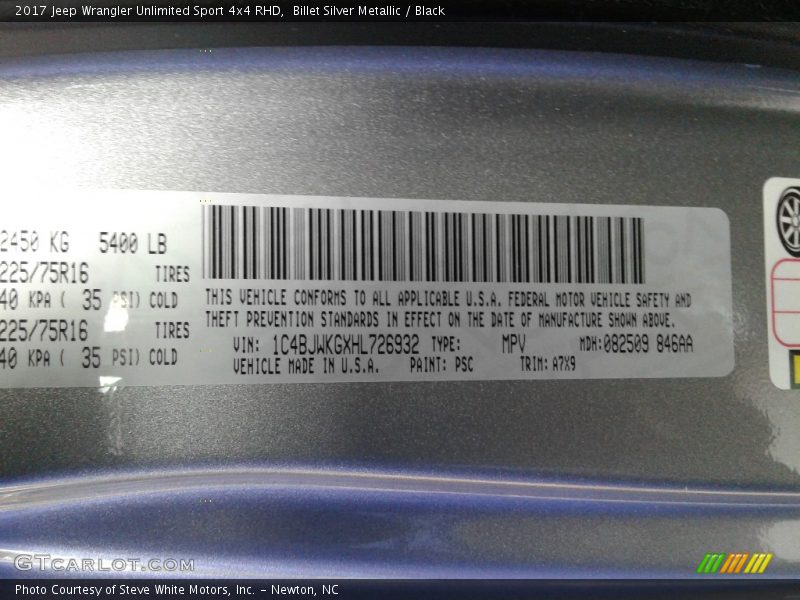 2017 Jeep Wrangler Unlimited Sport 4x4 RHD,  Billet Silver Metallic / Black
2450 KG 5400 LB
225/75R16 TIRES
40 KPA ( 35 PSI) COLD
225/75R16 TIRES
40 KPA ( 35 PSI) COLD
THIS VEHICLE CONFORMS TO ALL APPLICABLE U.S.A. FEDERAL MOTOR VEHICLE SAFETY AND
THEFT PREVENTION STANDARDS IN EFFECT ON THE DATE OF MANUFACTURE SHOWN ABOVE.
VIN: 1C4BJWKGXHL726932 TYPE: MPV MDH:082509 846AA
VEHICLE MADE IN U.S.A. PAINT: PSC TRIM: A7X9
GTCARLOT.COM
Photo Courtesy of Steve White Motors, Inc. – Newton, NC